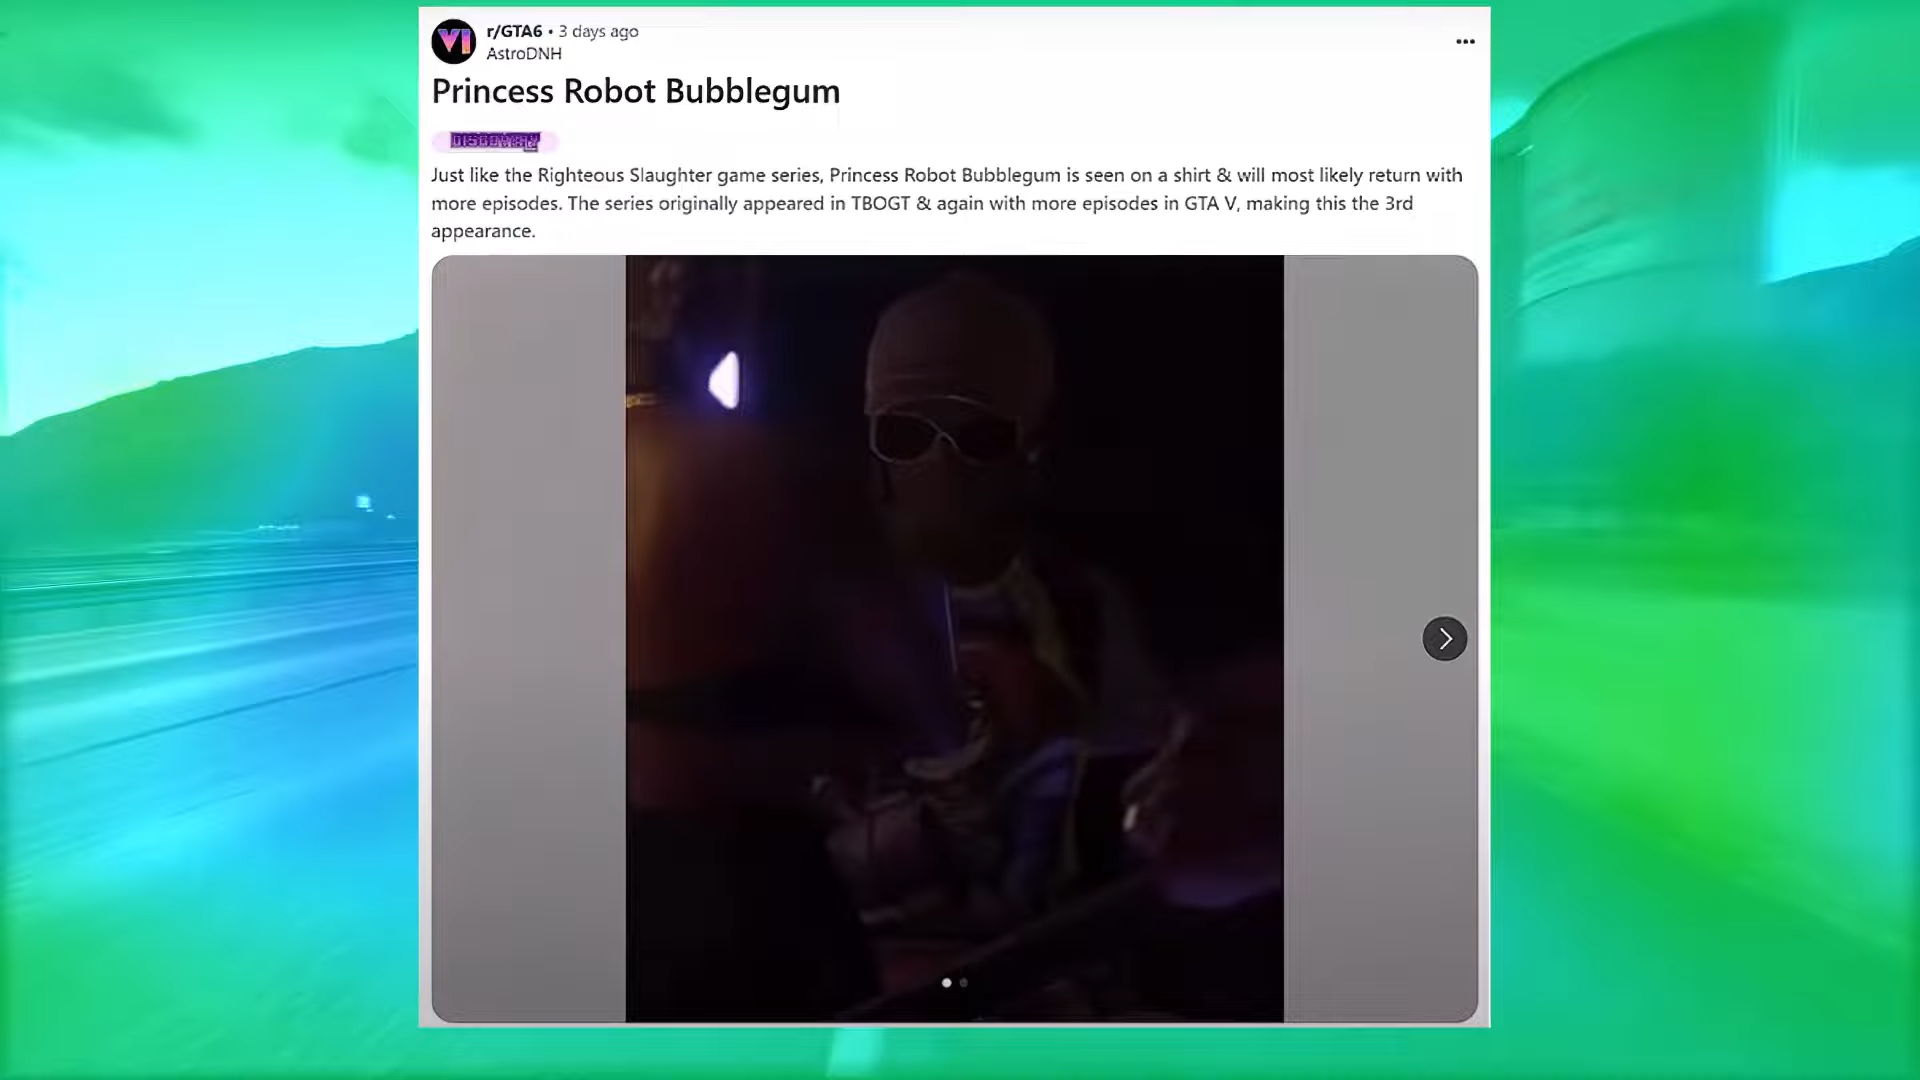 VI r/GTA6 • 3 days ago
AstroDNH
Princess Robot Bubblegum
DISCOVERY
Just like the Righteous Slaughter game series, Princess Robot Bubblegum is seen on a shirt & will most likely return with
more episodes. The series originally appeared in TBOGT & again with more episodes in GTA V, making this the 3rd
appearance.